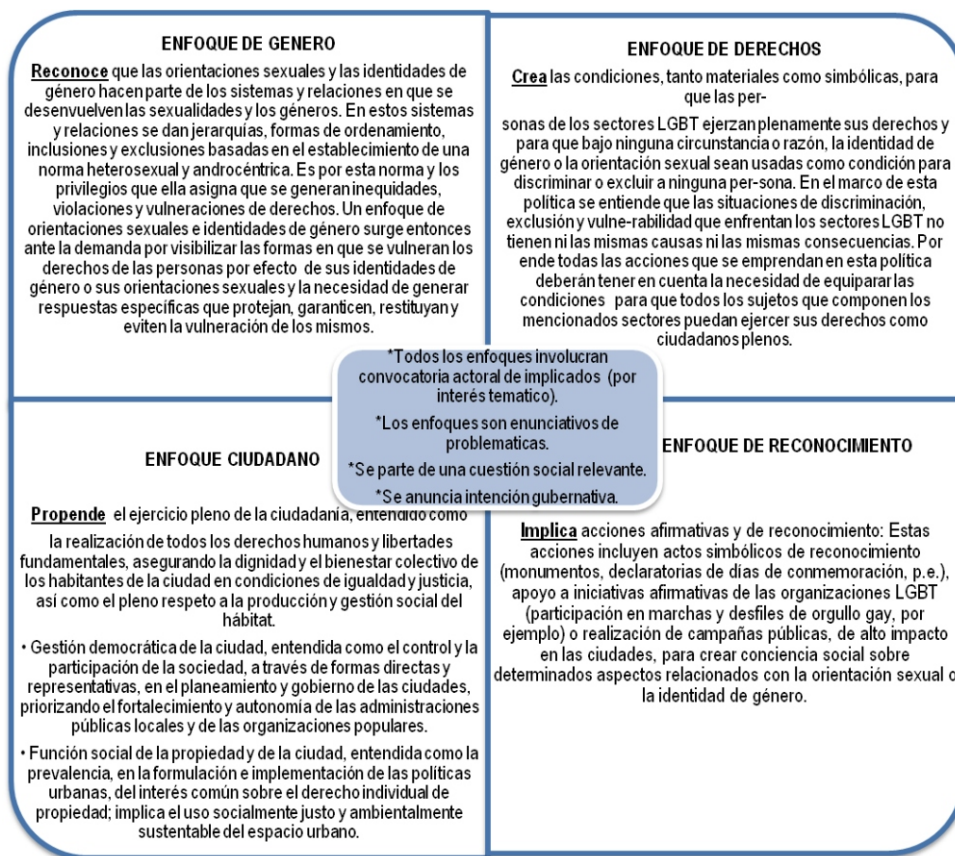 ENFOQUE DE GENERO
Reconoce que las orientaciones sexuales y las identidades de
género hacen parte de los sistemas y relaciones en que se
desenvuelven las sexualidades y los géneros. En estos sistemas
y relaciones se dan jerarquías, formas de ordenamiento,
inclusiones y exclusiones basadas en el establecimiento de una
norma heterosexual y androcéntrica. Es por esta norma y los
privilegios que ella asigna que se generan inequidades,
violaciones y vulneraciones de derechos. Un enfoque de
orientaciones sexuales e identidades de género surge entonces
ante la demanda por visibilizar las formas en que se vulneran los
derechos de las personas por efecto de sus identidades de
género o sus orientaciones sexuales y la necesidad de generar
respuestas específicas que protejan, garanticen, restituyan y
eviten la vulneración de los mismos.
ENFOQUE DE DERECHOS
Crea las condiciones, tanto materiales como simbólicas, para
que las per-
sonas de los sectores LGBT ejerzan plenamente sus derechos y
para que bajo ninguna circunstancia o razón, la identidad de
género o la orientación sexual sean usadas como condición para
discriminar o excluir a ninguna per-sona. En el marco de esta
política se entiende que las situaciones de discriminación,
exclusión y vulne-rabilidad que enfrentan los sectores LGBT no
tienen ni las mismas causas ni las mismas consecuencias. Por
ende todas las acciones que se emprendan en esta política
deberán tener en cuenta la necesidad de equiparar las
condiciones para que todos los sujetos que componen los
mencionados sectores puedan ejercer sus derechos como
ciudadanos plenos.
*Todos los enfoques involucran
convocatoria actoral de implicados (por
interés tematico).
*Los enfoques son enunciativos de
problematicas.
*Se parte de una cuestión social relevante.
*Se anuncia intención gubernativa.
ENFOQUE CIUDADANO
Propende el ejercicio pleno de la ciudadanía, entendido como
la realización de todos los derechos humanos y libertades
fundamentales, asegurando la dignidad y el bienestar colectivo de
los habitantes de la ciudad en condiciones de igualdad y justicia,
así como el pleno respeto a la producción y gestión social del
hábitat.
• Gestión democrática de la ciudad, entendida como el control y la
participación de la sociedad, a través de formas directas y
representativas, en el planeamiento y gobierno de las ciudades,
priorizando el fortalecimiento y autonomía de las administraciones
públicas locales y de las organizaciones populares.
• Función social de la propiedad y de la ciudad, entendida como la
prevalencia, en la formulación e implementación de las políticas
urbanas, del interés común sobre el derecho individual de
propiedad; implica el uso socialmente justo y ambientalmente
sustentable del espacio urbano.
ENFOQUE DE RECONOCIMIENTO
Implica acciones afirmativas y de reconocimiento: Estas
acciones incluyen actos simbólicos de reconocimiento
(monumentos, declaratorias de días de conmemoración, p.e.),
apoyo a iniciativas afirmativas de las organizaciones LGBT
(participación en marchas y desfiles de orgullo gay, por
ejemplo) o realización de campañas públicas, de alto impacto
en las ciudades, para crear conciencia social sobre
determinados aspectos relacionados con la orientación sexual o
la identidad de género.